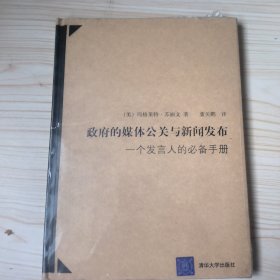 （美）玛格莱特·苏丽文 著 董关鹏 译
政府的媒体公关与新闻发布
一个发言人的必备手册
清华大学出版社